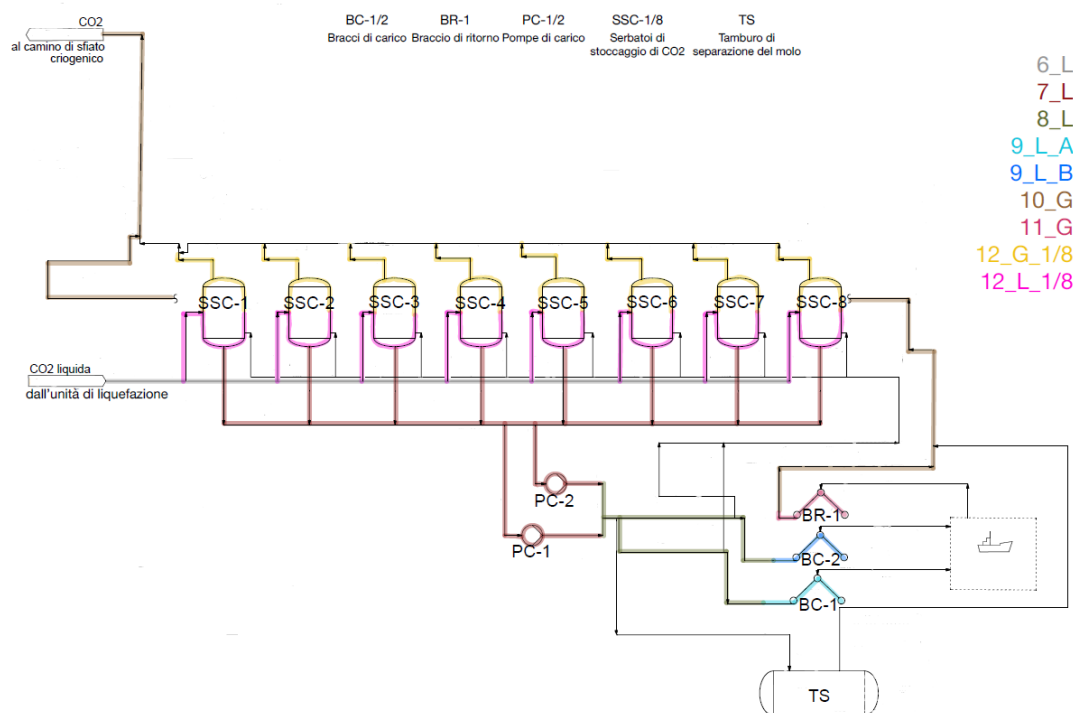 CO2
al camino di sfiato
criogenico
BC-1/2
Bracci di carico
BR-1
Braccio di ritorno
PC-1/2
Pompe di carico
SSC-1/8
Serbatoi di
stoccaggio di CO2
TS
Tamburo di
separazione del molo
6_L
7_L
8_L
9_L_A
9_L_B
10_G
11_G
12_G_1/8
12_L_1/8
SSC-1
SSC-2
SSC-3
SSC-4
SSC-5
SSC-6
SSC-7
SSC-8
CO2 liquida
dall'unità di liquefazione
PC-2
PC-1
BR-1
BC-2
BC-1
TS